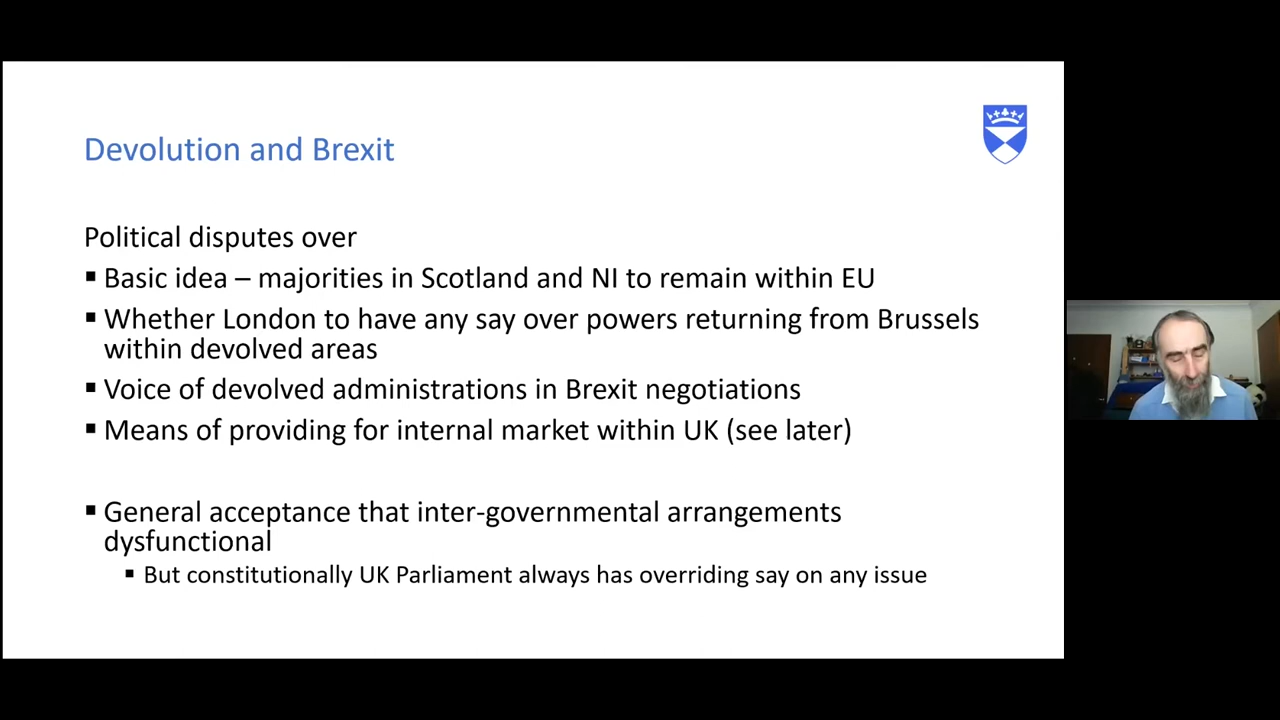 Devolution and Brexit
Political disputes over
▪ Basic idea – majorities in Scotland and NI to remain within EU
▪ Whether London to have any say over powers returning from Brussels
within devolved areas
▪ Voice of devolved administrations in Brexit negotiations
▪ Means of providing for internal market within UK (see later)
▪ General acceptance that inter-governmental arrangements
dysfunctional
▪ But constitutionally UK Parliament always has overriding say on any issue